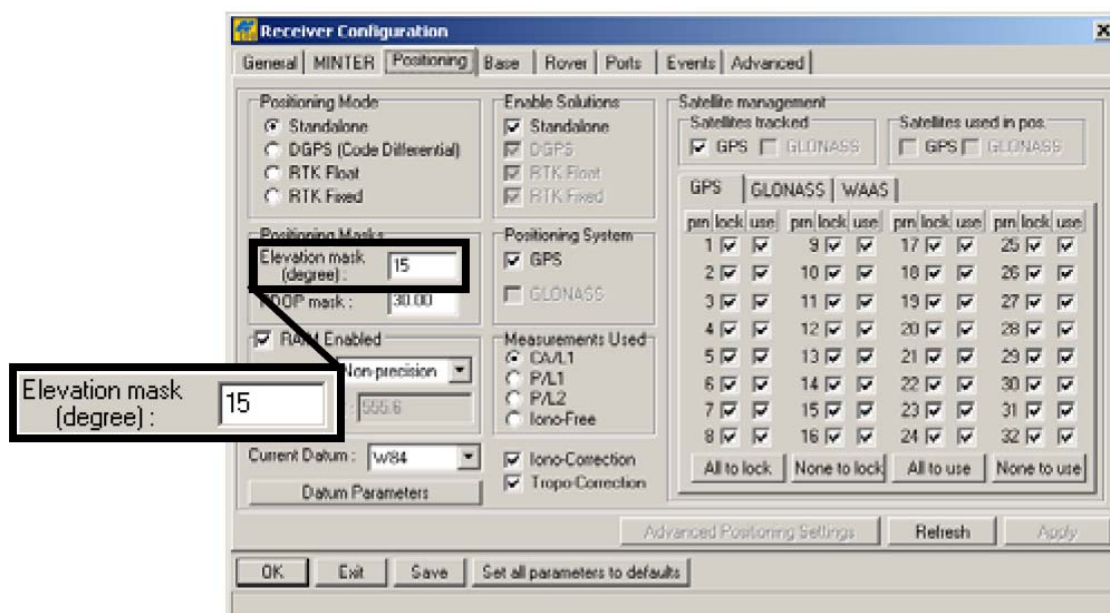 Receiver Configuration
General MINTER Positioning Base Rover Ports Events Advanced
Positioning Mode
Standalone
DGPS (Code Differential)
RTK Float
RTK Fixed
Enable Solutions
Standalone
DGPS
RTK Float
RTK Fixed
Satellite management
Satellites tracked
GPS GLONASS
Satellites used in pos.
GPS GLONASS
Positioning Masks
Elevation mask
(degree) :
15
PDOP mask : 30.00
Positioning System
GPS
GLONASS
RAIM Enabled
Non-precision
: 555.6
Measurements Used
CA/L1
P/L1
P/L2
Iono-Free
Current Datum : W84
Datum Parameters
Iono-Correction
Tropo-Correction
GPS GLONASS WAAS
prn lock use prn lock use prn lock use prn lock use
1 9 17 25
2 10 18 26
3 11 19 27
4 12 20 28
5 13 21 29
6 14 22 30
7 15 23 31
8 16 24 32
All to lock None to lock All to use None to use
Advanced Positioning Settings Refresh Apply
OK Exit Save Set all parameters to defaults
Elevation mask
(degree) :
15